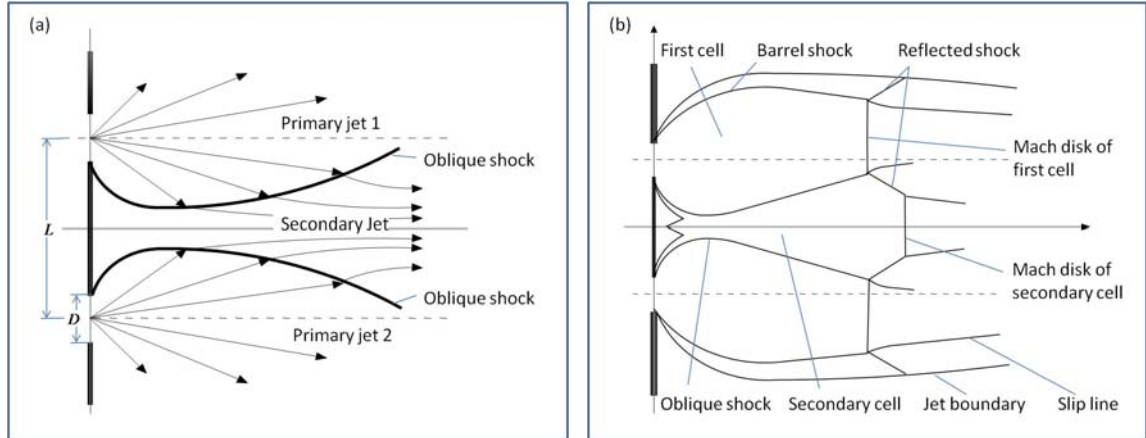 (a)
Primary jet 1
Oblique shock
L
Secondary Jet
Oblique shock
D
Primary jet 2
(b)
First cell
Barrel shock
Reflected shock
Mach disk of
first cell
Mach disk of
secondary cell
Oblique shock
Secondary cell
Jet boundary
Slip line